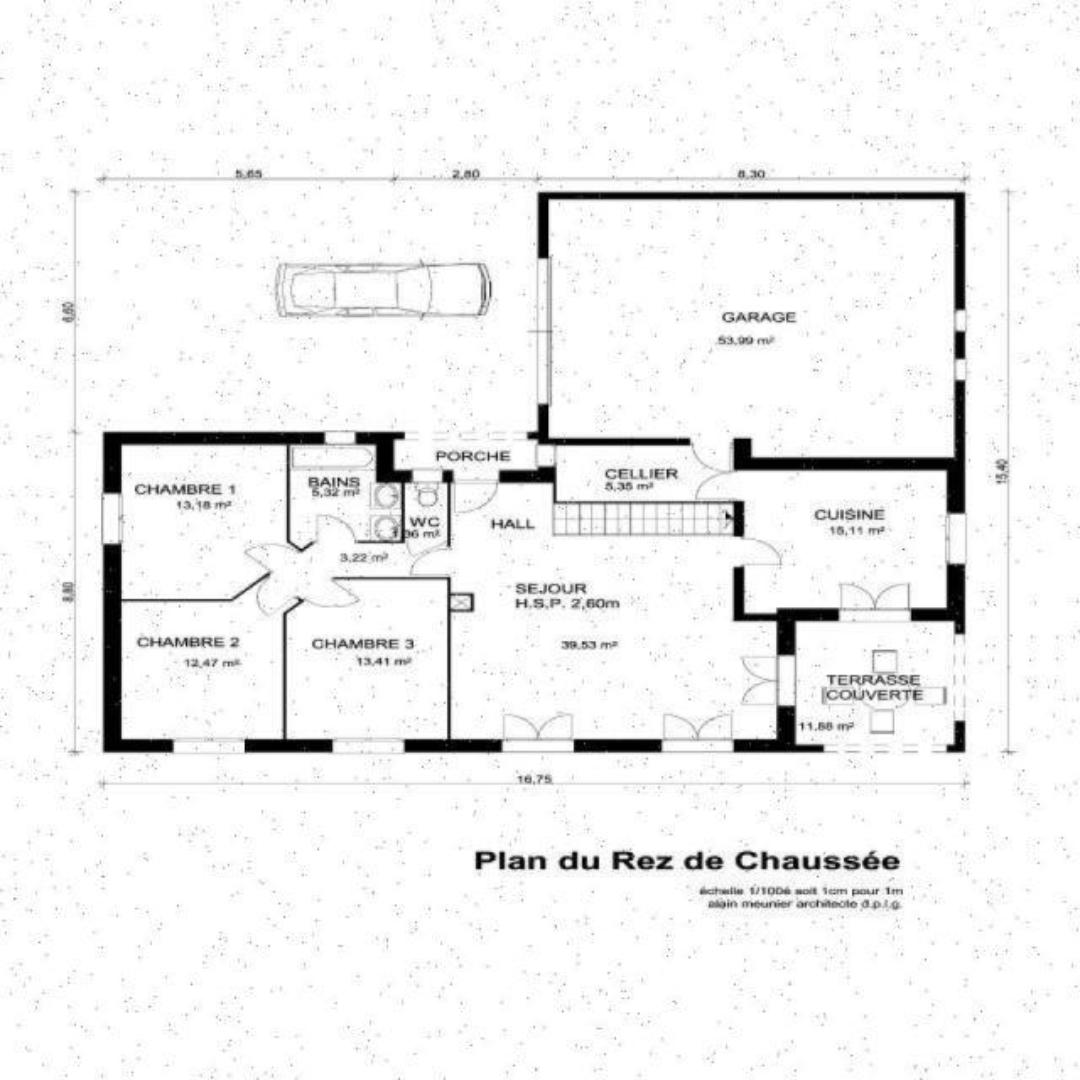 5,65
2,80
8,30
6,60
GARAGE
53,99 m²
PORCHE
CELLIER
5,35 m²
15,40
CHAMBRE 1
13,18 m²
BAINS
5,32 m²
WC
HALL
CUISINE
15,11 m²
3,22 m²
8,80
SEJOUR
H.S.P. 2,60m
39,53 m²
CHAMBRE 2
12,47 m²
CHAMBRE 3
13,41 m²
TERRASSE
COUVERTE
11,88 m²
16,75
Plan du Rez de Chaussée
échelle 1/100è soit 1cm pour 1m
alain meunier architecte d.p.l.g.